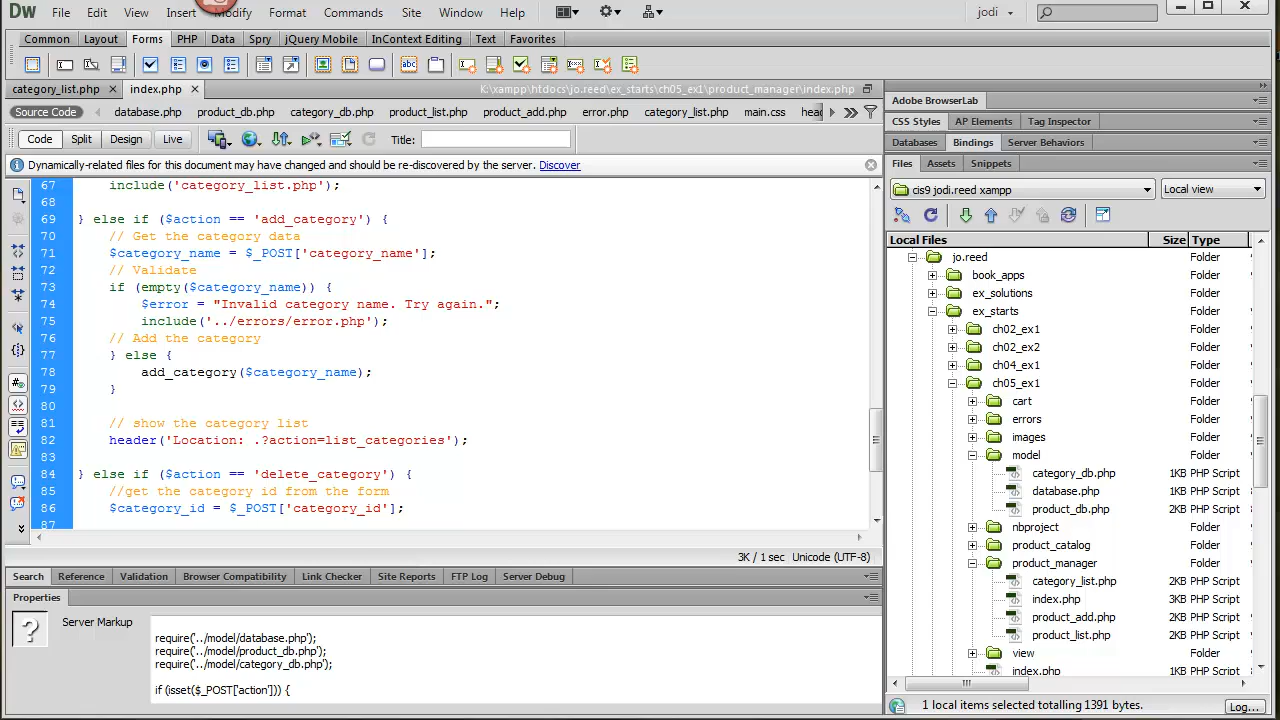 Dw File Edit View Insert Modify Format Commands Site Window Help jodi
Common Layout Forms PHP Data Spry jQuery Mobile InContext Editing Text Favorites
category_list.php × index.php × K:\xampp\htdocs\jo.reed\ex_starts\ch05_ex1\product_manager\index.php
Source Code database.php product_db.php category_db.php product_list.php product_add.php error.php category_list.php main.css
Code Split Design Live Title:
Dynamically-related files for this document may have changed and should be re-discovered by the server. Discover
67 include('category_list.php');
68
69 } else if ($action == 'add_category') {
70 // Get the category data
71 $category_name = $_POST['category_name'];
72 // Validate
73 if (empty($category_name)) {
74 $error = "Invalid category name. Try again.";
75 include('../errors/error.php');
76 // Add the category
77 } else {
78 add_category($category_name);
79 }
80
81 // show the category list
82 header('Location: .?action=list_categories');
83
84 } else if ($action == 'delete_category') {
85 //get the category id from the form
86 $category_id = $_POST['category_id'];
87
3K / 1 sec Unicode (UTF-8)
Search Reference Validation Browser Compatibility Link Checker Site Reports FTP Log Server Debug
Properties
? Server Markup
require('../model/database.php');
require('../model/product_db.php');
require('../model/category_db.php');
if (isset($_POST['action'])) {
Adobe BrowserLab
CSS Styles AP Elements Tag Inspector
Databases Bindings Server Behaviors
Files Assets Snippets
cis9 jodi.reed xampp Local view
Local Files Size Type
jo.reed Folder
book_apps Folder
ex_solutions Folder
ex_starts Folder
ch02_ex1 Folder
ch02_ex2 Folder
ch04_ex1 Folder
ch05_ex1 Folder
cart Folder
errors Folder
images Folder
model Folder
category_db.php 1KB PHP Script
database.php 1KB PHP Script
product_db.php 2KB PHP Script
nbproject Folder
product_catalog Folder
product_manager Folder
category_list.php 2KB PHP Script
index.php 3KB PHP Script
product_add.php 2KB PHP Script
product_list.php 2KB PHP Script
view Folder
index.php 1KB PHP Script
1 local items selected totalling 1391 bytes. Log...